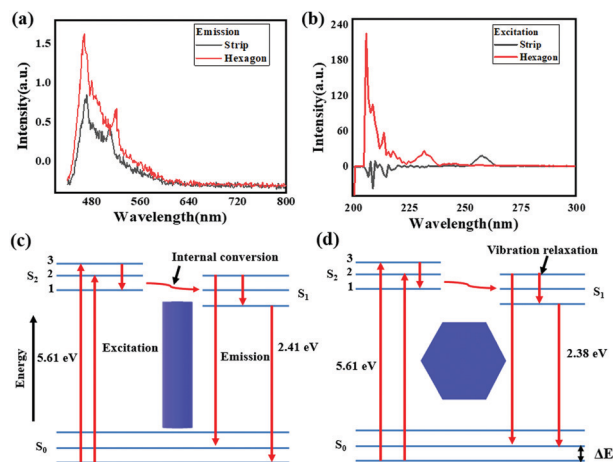 (a)
Emission
Strip
Hexagon
Intensity(a.u.)
1.5
1.0
0.5
0.0
480
560
640
720
800
Wavelength(nm)
(b)
Excitation
Strip
Hexagon
Intensity(a.u.)
240
180
120
60
0
200
225
250
275
300
Wavelength(nm)
(c)
Internal conversion
3
S2
2
1
S1
Energy
5.61 eV
Excitation
Emission
2.41 eV
S0
(d)
Vibration relaxation
3
S2
2
1
S1
5.61 eV
2.38 eV
S0
ΔE